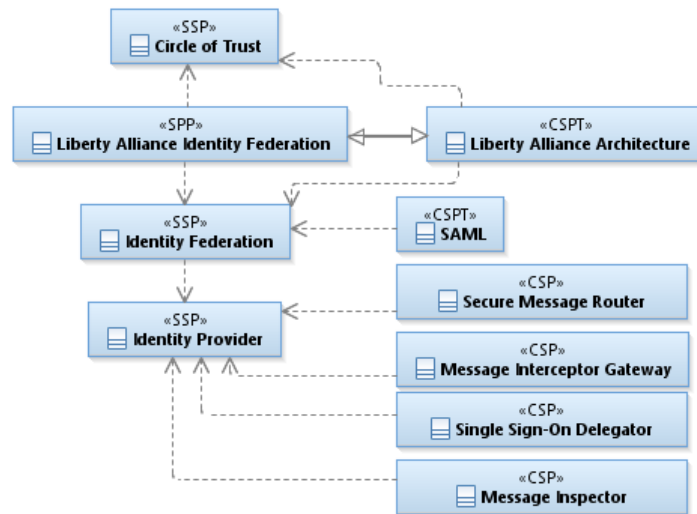 «SSP»
Circle of Trust
«SPP»
Liberty Alliance Identity Federation
«CSPT»
Liberty Alliance Architecture
«SSP»
Identity Federation
«CSPT»
SAML
«CSP»
Secure Message Router
«SSP»
Identity Provider
«CSP»
Message Interceptor Gateway
«CSP»
Single Sign-On Delegator
«CSP»
Message Inspector